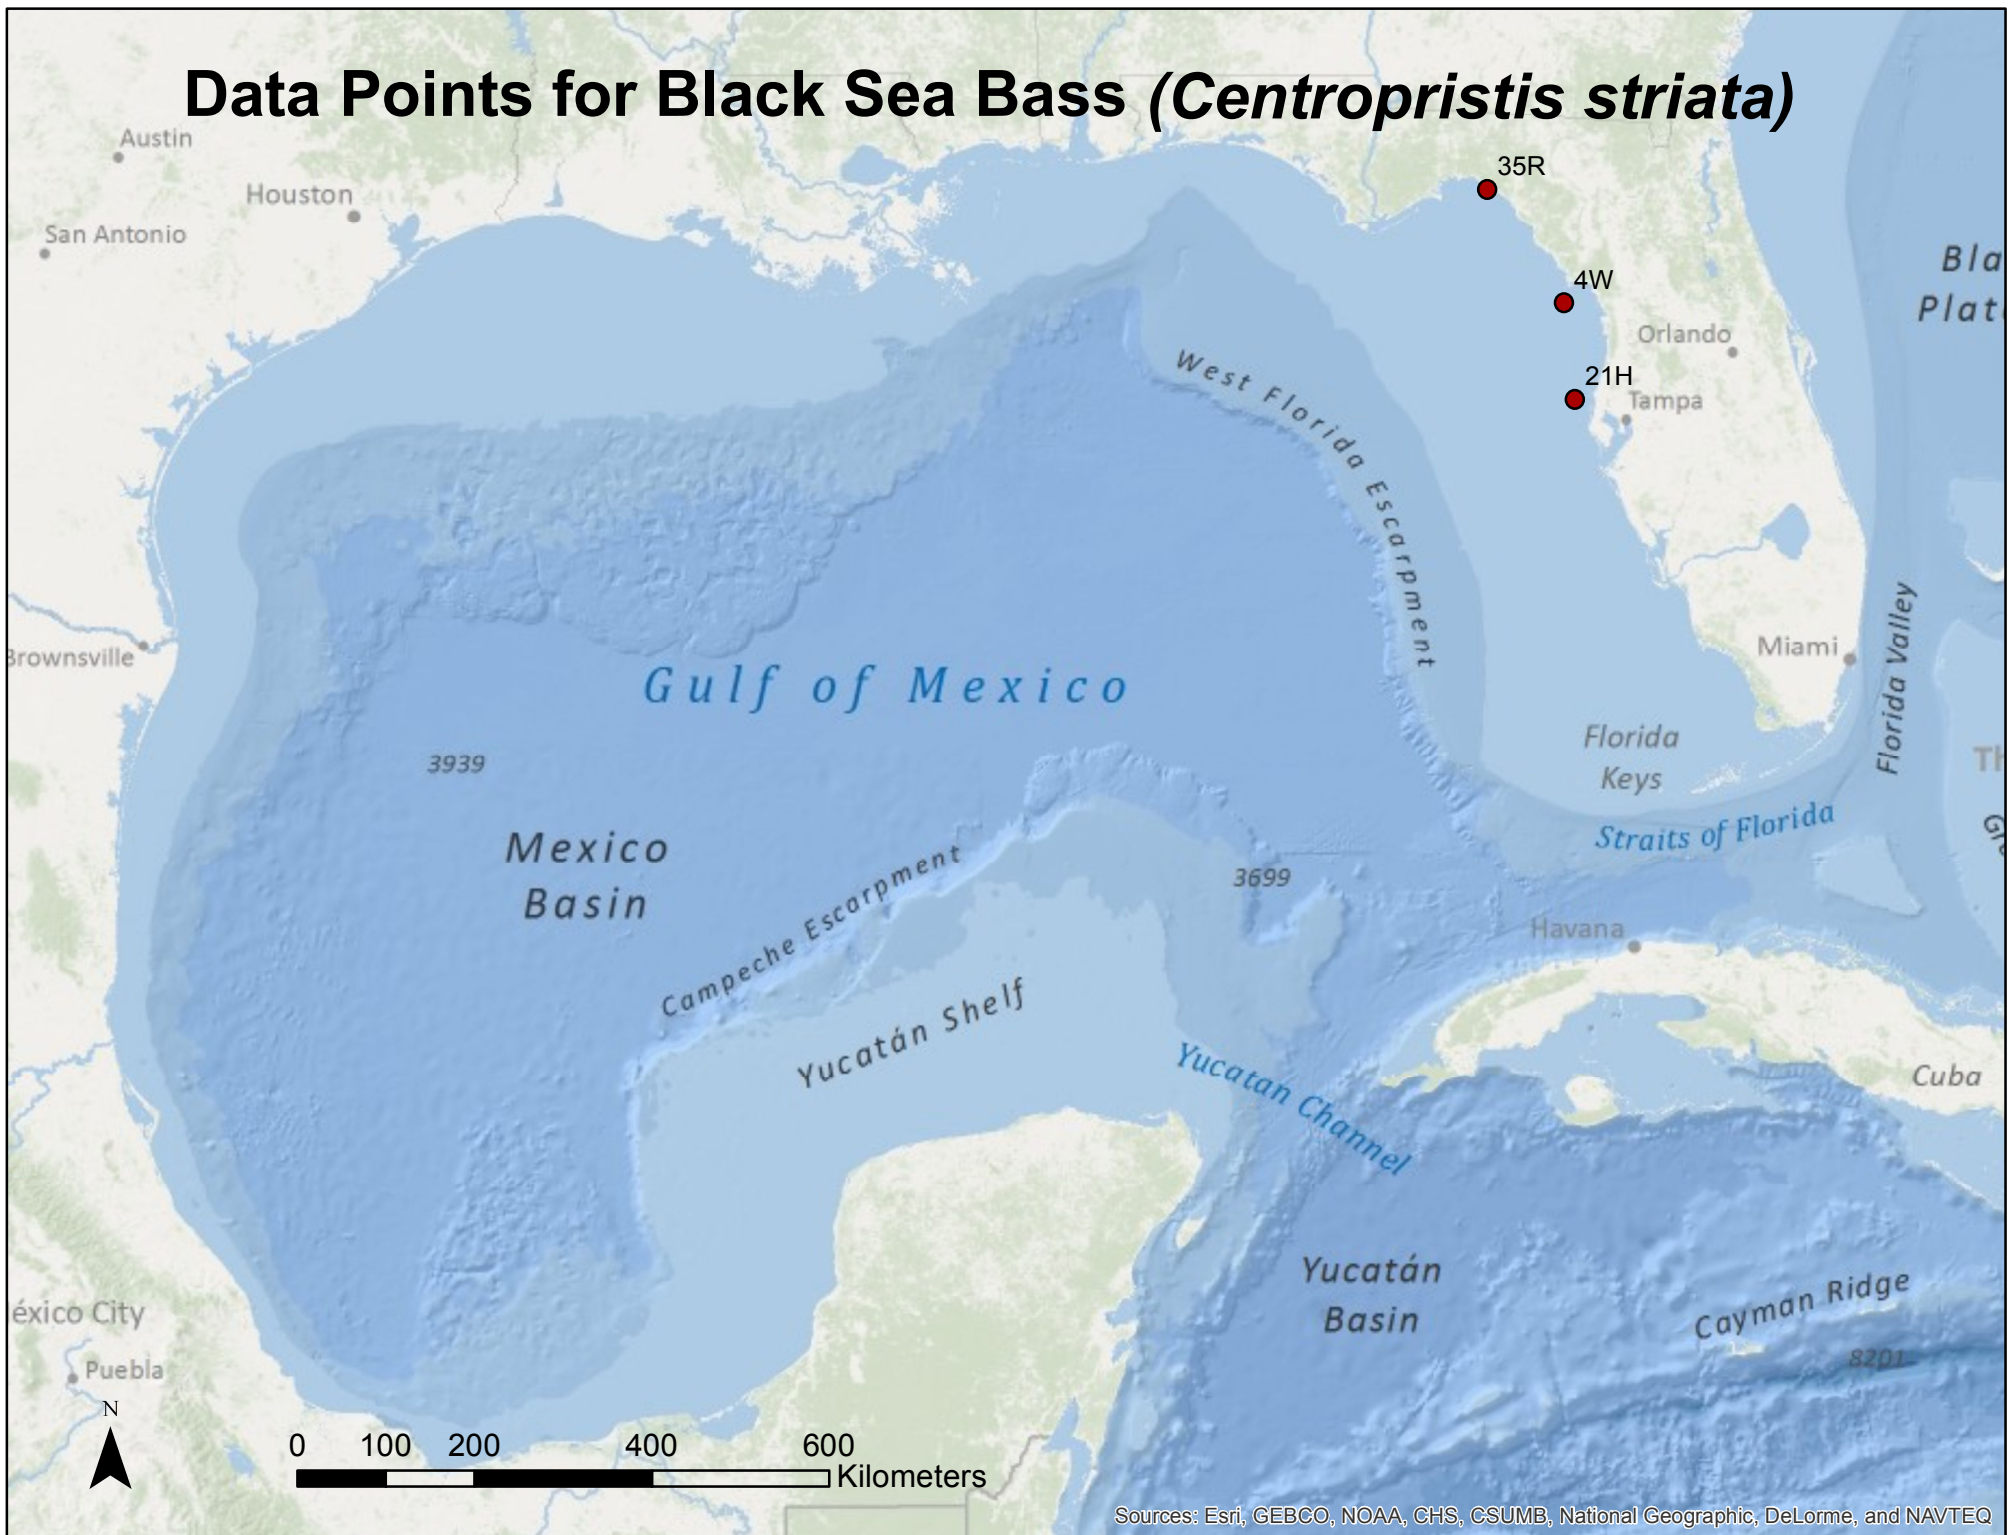 Data Points for Black Sea Bass (Centropristis striata)
Austin
35R
Houston
San Antonio
Bla
Plat
4W
Orlando
West Florida Escarpment
21H
Tampa
Brownsville
Miami
Florida Valley
Gulf of Mexico
Florida
Keys
3939
Th
Straits of Florida
Mexico
Basin
Campeche Escarpment
3699
Havana
Yucatán Shelf
Yucatan Channel
Cuba
Yucatán
Basin
Cayman Ridge
éxico City
8201
Puebla
N
0 100 200 400 600
Kilometers
Sources: Esri, GEBCO, NOAA, CHS, CSUMB, National Geographic, DeLorme, and NAVTEQ